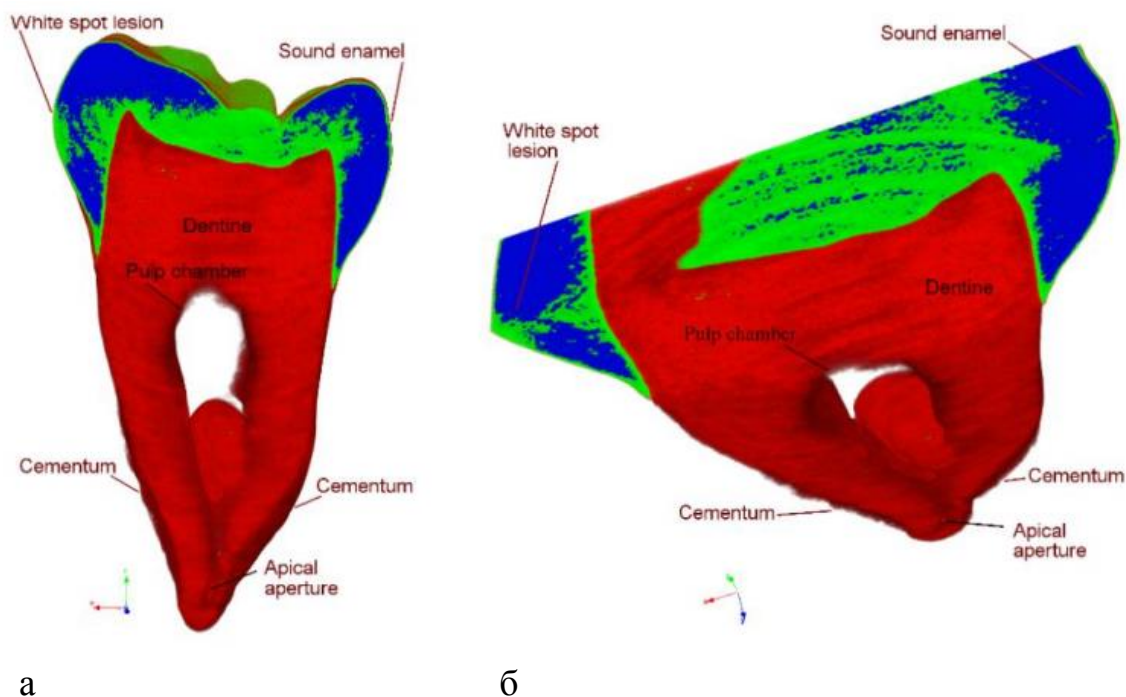 White spot lesion
Sound enamel
Dentine
Pulp chamber
Cementum
Cementum
Apical
aperture
а
Sound enamel
White spot
lesion
Dentine
Pulp chamber
Cementum
Cementum
Apical
aperture
б